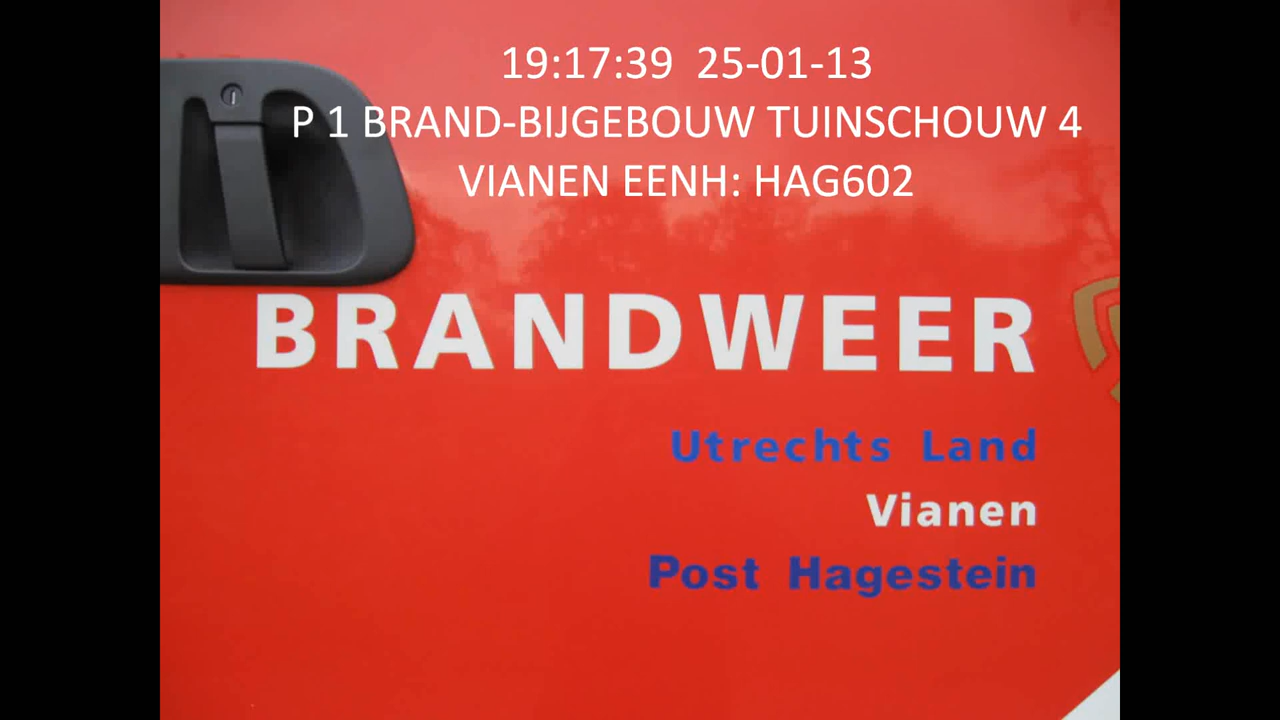 19:17:39 25-01-13
P 1 BRAND-BIJGEBOUW TUINSCHOUW 4
VIANEN EENH: HAG602
BRANDWEER
Utrechts Land
Vianen
Post Hagestein